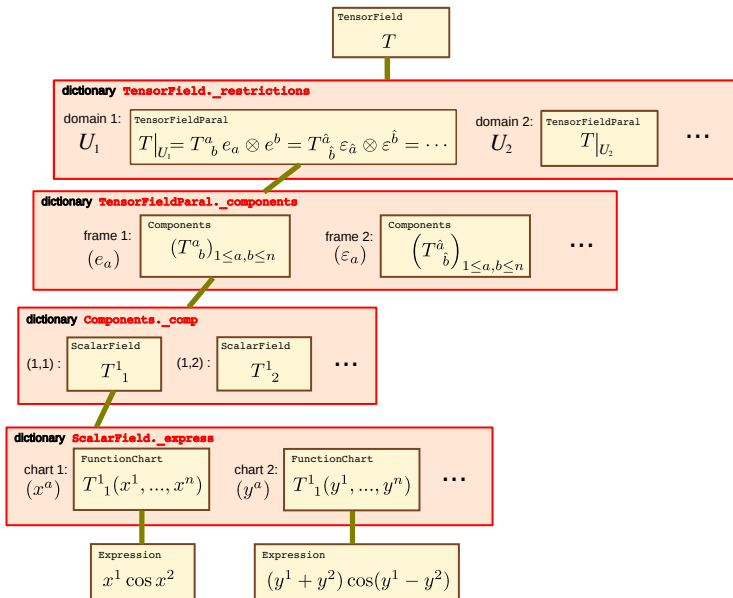 TensorField
T
dictionary TensorField._restrictions
domain 1:
U₁
TensorFieldParal
T|_{U₁} = T^a_b e_a ⊗ e^b = T^â_b̂ ε_â ⊗ ε^b̂ = ⋯
domain 2:
U₂
TensorFieldParal
T|_{U₂}
...
dictionary TensorFieldParal._components
frame 1:
(e_a)
Components
(T^a_b)_{1≤a,b≤n}
frame 2:
(ε_a)
Components
(T^â_b̂)_{1≤a,b≤n}
...
dictionary Components._comp
(1,1) :
ScalarField
T^1_1
(1,2) :
ScalarField
T^1_2
...
dictionary ScalarField._express
chart 1:
(x^a)
FunctionChart
T^1_1(x^1, ..., x^n)
chart 2:
(y^a)
FunctionChart
T^1_1(y^1, ..., y^n)
...
Expression
x^1 cos x^2
Expression
(y^1 + y^2) cos(y^1 − y^2)